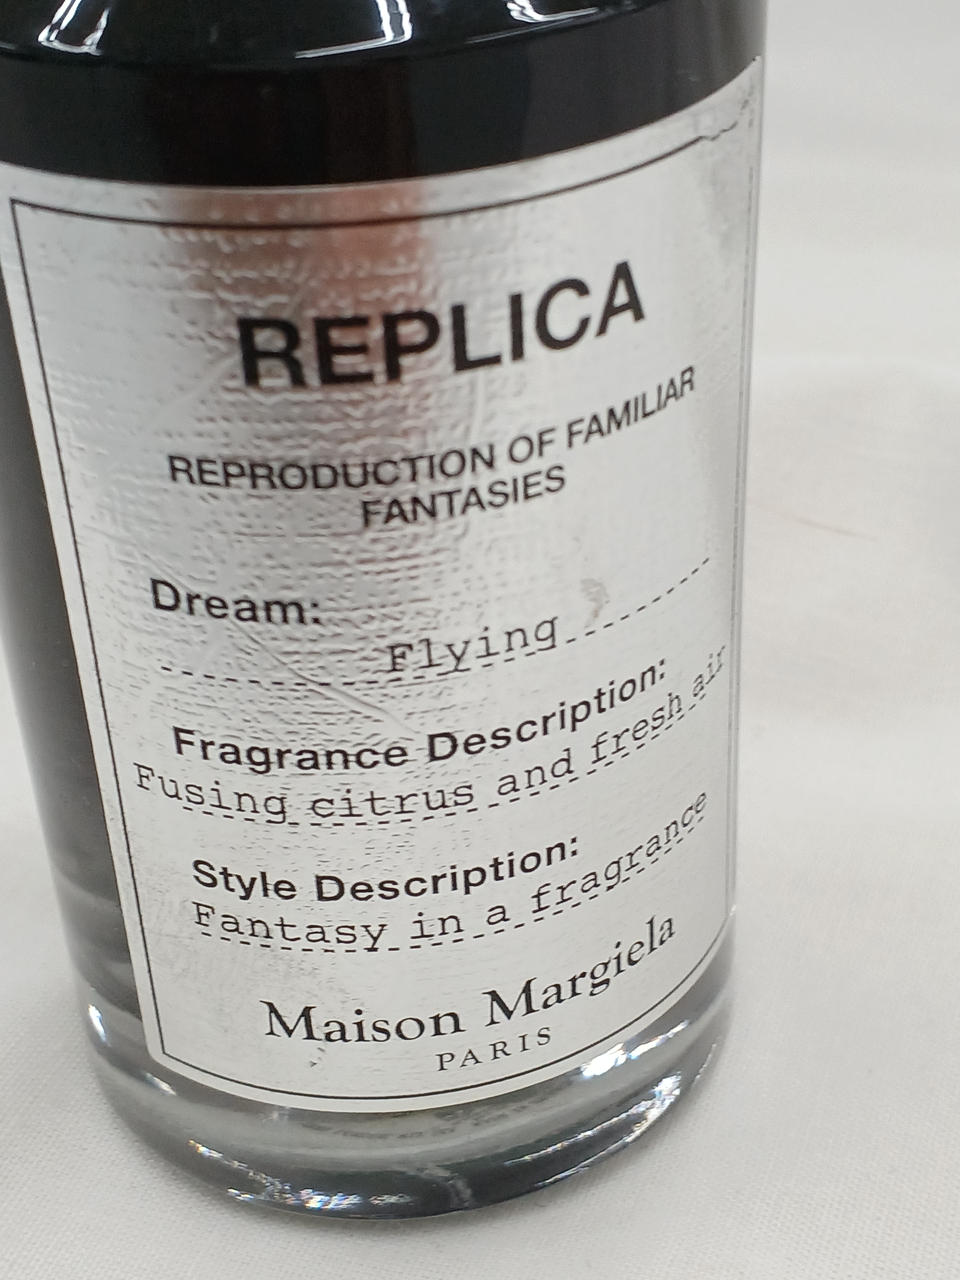 REPLICA
REPRODUCTION OF FAMILIAR
FANTASIES
Dream:
Flying
Fragrance Description:
Fusing citrus and fresh air
Style Description:
Fantasy in a fragrance
Maison Margiela
PARIS